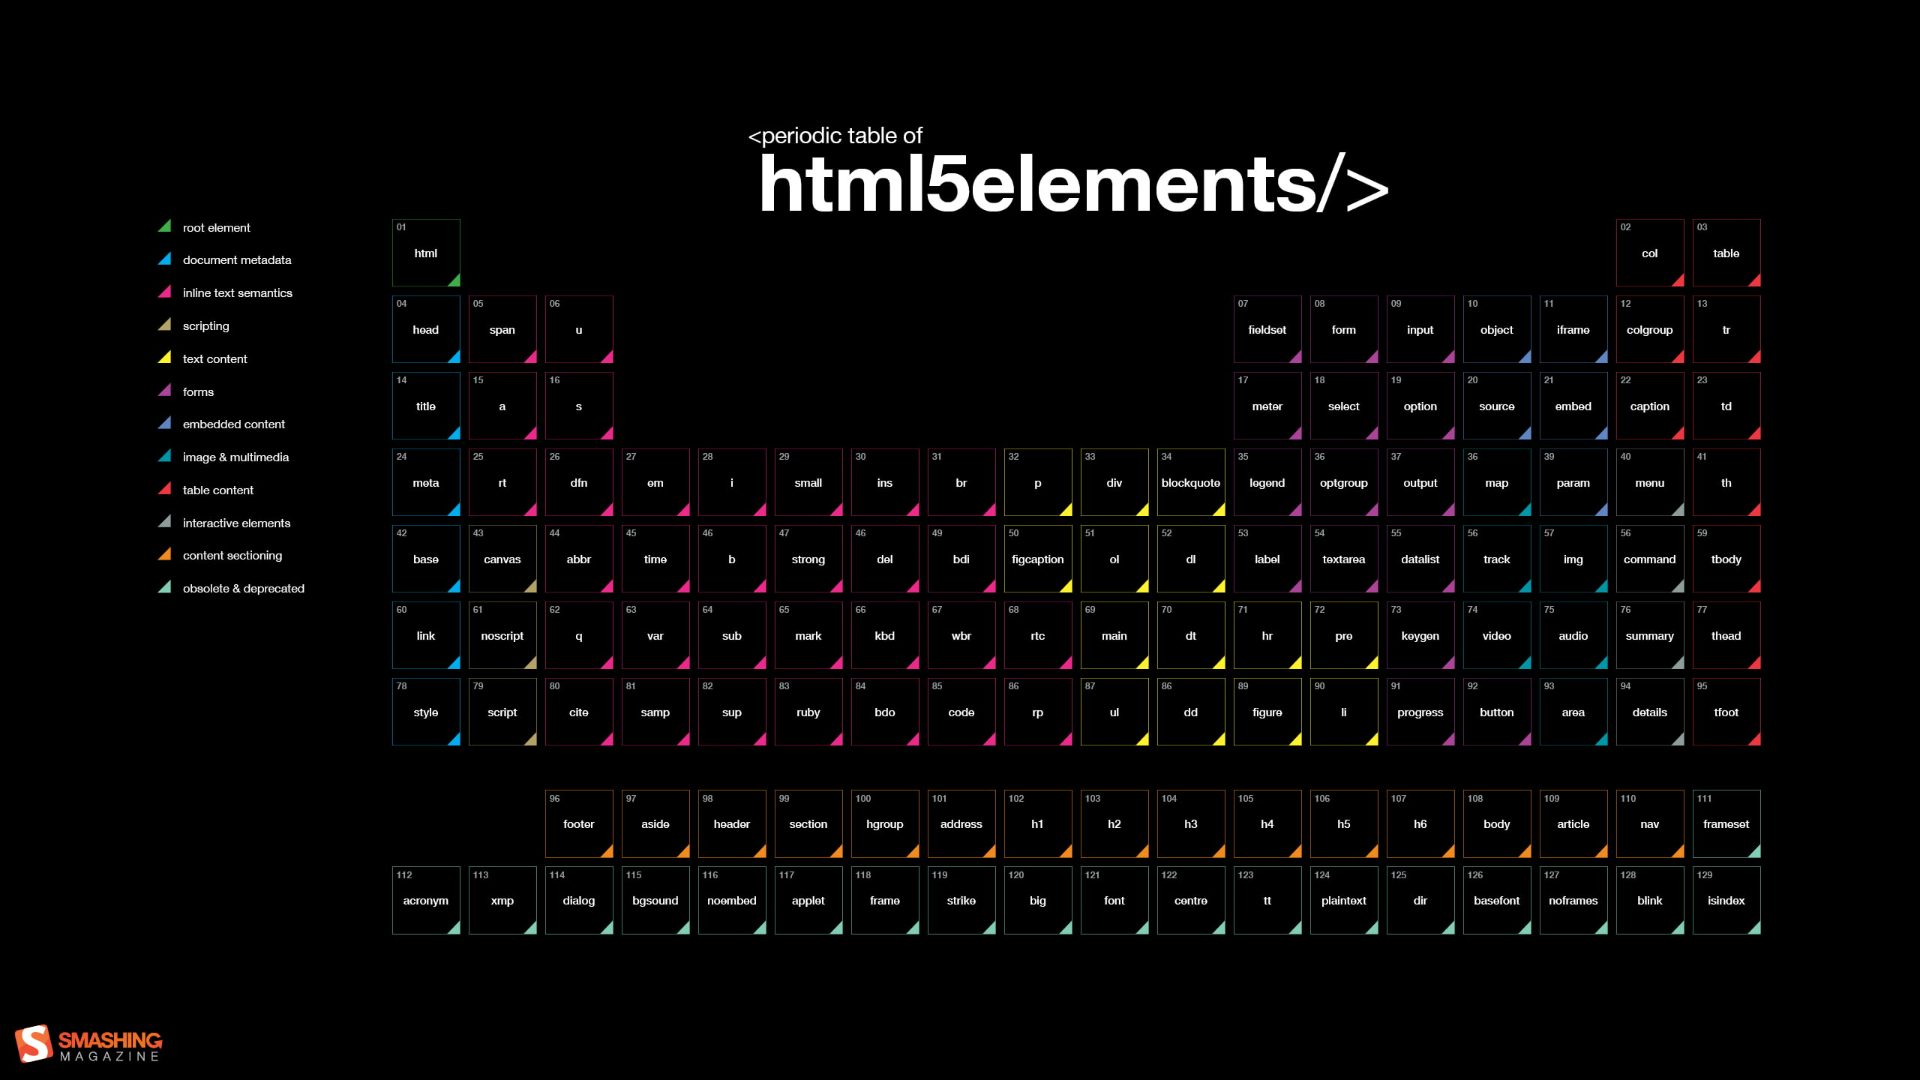 <periodic table of
html5elements/>
root element
document metadata
inline text semantics
scripting
text content
forms
embedded content
image & multimedia
table content
interactive elements
content sectioning
obsolete & deprecated
01 02 03
html col table
04 05 06 07 08 09 10 11 12 13
head span u fieldset form input object iframe colgroup tr
14 15 16 17 18 19 20 21 22 23
title a s meter select option source embed caption td
24 25 26 27 28 29 30 31 32 33 34 35 36 37 36 39 40 41
meta rt dfn em i small ins br p div blockquote legend optgroup output map param menu th
42 43 44 45 46 47 46 49 50 51 52 53 54 55 56 57 56 59
base canvas abbr time b strong del bdi figcaption ol dl label textarea datalist track img command tbody
60 61 62 63 64 65 66 67 68 69 70 71 72 73 74 75 76 77
link noscript q var sub mark kbd wbr rtc main dt hr pre keygen video audio summary thead
78 79 80 81 82 83 84 85 86 87 86 89 90 91 92 93 94 95
style script cite samp sup ruby bdo code rp ul dd figure li progress button area details tfoot
96 97 98 99 100 101 102 103 104 105 106 107 108 109 110 111
footer aside header section hgroup address h1 h2 h3 h4 h5 h6 body article nav frameset
112 113 114 115 116 117 118 119 120 121 122 123 124 125 126 127 128 129
acronym xmp dialog bgsound noembed applet frame strike big font centre tt plaintext dir basefont noframes blink isindex
SMASHING
MAGAZINE